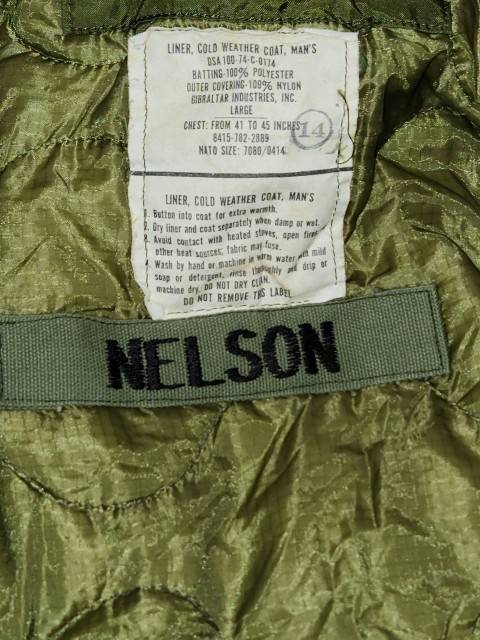 LINER, COLD WEATHER COAT, MAN'S
DSA 100-74-C-0174
BATTING-100% POLYESTER
OUTER COVERING-100% NYLON
GIBRALTAR INDUSTRIES, INC.
LARGE
CHEST: FROM 41 TO 45 INCHES
14
8415-782-2889
NATO SIZE: 7080/0414
LINER, COLD WEATHER COAT, MAN'S
1. Button into coat for extra warmth.
2. Dry liner and coat separately when damp or wet.
3. Avoid contact with heated stoves, open fires,
other heat sources; fabric may fuse.
4. Wash by hand or machine in warm water with mild
soap or detergent, rinse thoroughly and drip or
machine dry. DO NOT DRY CLEAN.
DO NOT REMOVE THIS LABEL
NELSON